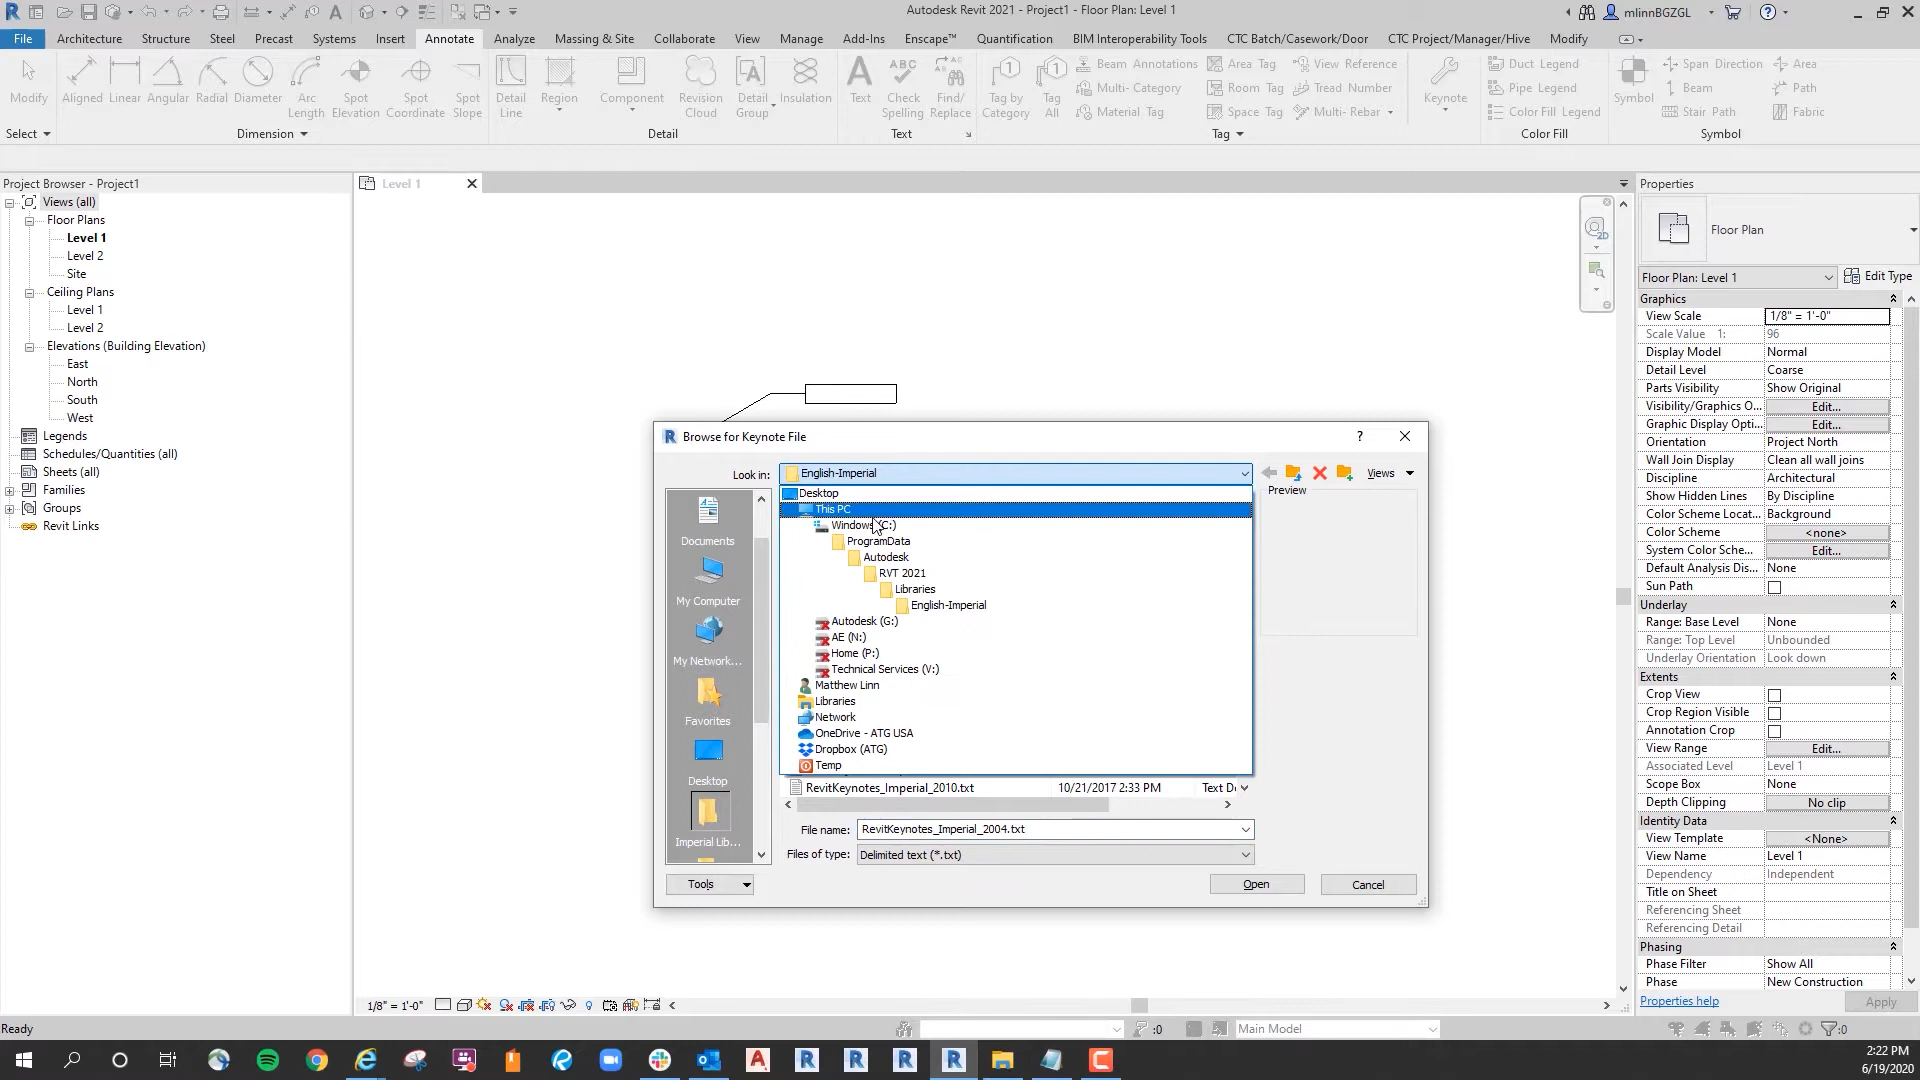 Autodesk Revit 2021 - Project1 - Floor Plan: Level 1
mlinnBGZGL
File Architecture Structure Steel Precast Systems Insert Annotate Analyze Massing & Site Collaborate View Manage Add-Ins Enscape™ Quantification BIM Interoperability Tools CTC Batch/Casework/Door CTC Project/Manager/Hive Modify
Modify
Aligned Linear Angular Radial Diameter Arc Length Spot Elevation Spot Coordinate Spot Slope
Detail Line Region Component Revision Cloud Detail Group Insulation
Text Check Spelling Find/ Replace
Tag by Category Tag All
Beam Annotations Area Tag View Reference
Multi- Category Room Tag Tread Number
Material Tag Space Tag Multi- Rebar
Keynote
Duct Legend
Pipe Legend
Color Fill Legend
Symbol
Span Direction Area
Beam Path
Stair Path Fabric
Select Dimension Detail Text Tag Color Fill Symbol
Project Browser - Project1
Views (all)
Floor Plans
Level 1
Level 2
Site
Ceiling Plans
Level 1
Level 2
Elevations (Building Elevation)
East
North
South
West
Legends
Schedules/Quantities (all)
Sheets (all)
Families
Groups
Revit Links
Level 1
2D
Browse for Keynote File
?
Look in: English-Imperial
Views
Preview
Desktop
This PC
Windows (C:)
ProgramData
Autodesk
RVT 2021
Libraries
English-Imperial
Autodesk (G:)
AE (N:)
Home (P:)
Technical Services (V:)
Matthew Linn
Libraries
Network
OneDrive - ATG USA
Dropbox (ATG)
Temp
RevitKeynotes_Imperial_2010.txt 10/21/2017 2:33 PM Text D
Documents
My Computer
My Network...
Favorites
Desktop
Imperial Lib...
File name: RevitKeynotes_Imperial_2004.txt
Files of type: Delimited text (*.txt)
Tools
Open
Cancel
Properties
Floor Plan
Floor Plan: Level 1 Edit Type
Graphics
View Scale 1/8" = 1'-0"
Scale Value 1: 96
Display Model Normal
Detail Level Coarse
Parts Visibility Show Original
Visibility/Graphics O... Edit...
Graphic Display Opti... Edit...
Orientation Project North
Wall Join Display Clean all wall joins
Discipline Architectural
Show Hidden Lines By Discipline
Color Scheme Locat... Background
Color Scheme <none>
System Color Sche... Edit...
Default Analysis Dis... None
Sun Path
Underlay
Range: Base Level None
Range: Top Level Unbounded
Underlay Orientation Look down
Extents
Crop View
Crop Region Visible
Annotation Crop
View Range Edit...
Associated Level Level 1
Scope Box None
Depth Clipping No clip
Identity Data
View Template <None>
View Name Level 1
Dependency Independent
Title on Sheet
Referencing Sheet
Referencing Detail
Phasing
Phase Filter Show All
Phase New Construction
Properties help Apply
1/8" = 1'-0"
Ready
:0
Main Model
:0
2:22 PM
6/19/2020